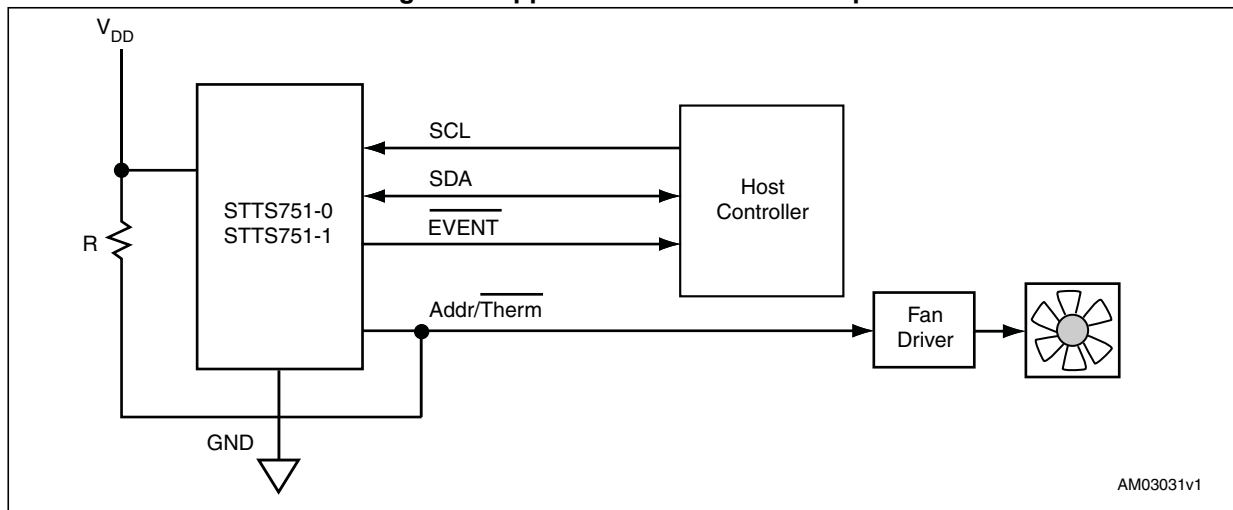 V_DD
R
STTS751-0
STTS751-1
SCL
SDA
EVENT
Addr/Therm
GND
Host
Controller
Fan
Driver
AM03031v1